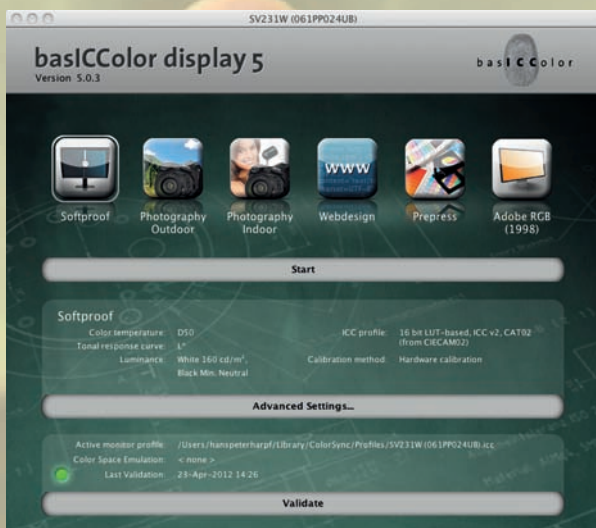 SV231W (061PP024UB)
basICColor display 5
Version 5.0.3
basICColor
www
Softproof
Photography Outdoor
Photography Indoor
Webdesign
Prepress
Adobe RGB (1998)
Start
Softproof
Color temperature: D50
Tonal response curve: L*
Luminance: White 160 cd/m², Black Min. Neutral
ICC profile: 16 bit LUT-based, ICC v2, CAT02 (from CIECAM02)
Calibration method: Hardware calibration
Advanced Settings...
Active monitor profile: /Users/hanspeterharpf/Library/ColorSync/Profiles/SV231W (061PP024UB).icc
Color Space Emulation: < none >
Last Validation: 23-Apr-2012 14:26
Validate